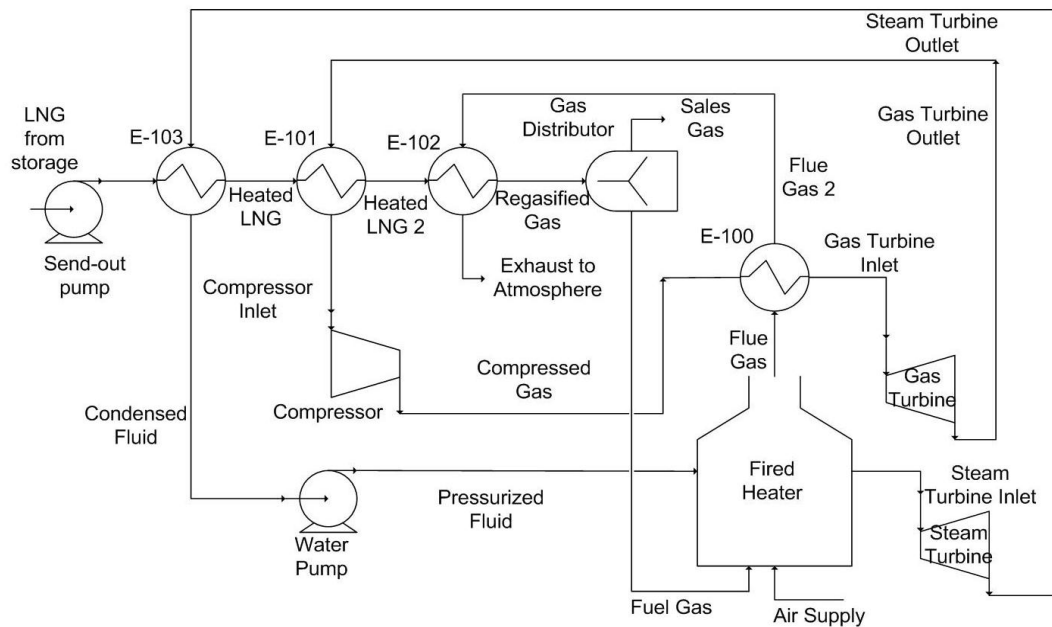 Steam Turbine
Outlet
LNG
from
storage
E-103
E-101
E-102
Gas
Distributor
Sales
Gas
Gas Turbine
Outlet
Flue
Gas 2
Heated
LNG
Heated
LNG 2
Regasified
Gas
E-100
Gas Turbine
Inlet
Send-out
pump
Compressor
Inlet
Exhaust to
Atmosphere
Flue
Gas
Compressed
Gas
Gas
Turbine
Compressor
Condensed
Fluid
Fired
Heater
Steam
Turbine Inlet
Pressurized
Fluid
Steam
Turbine
Water
Pump
Fuel Gas
Air Supply